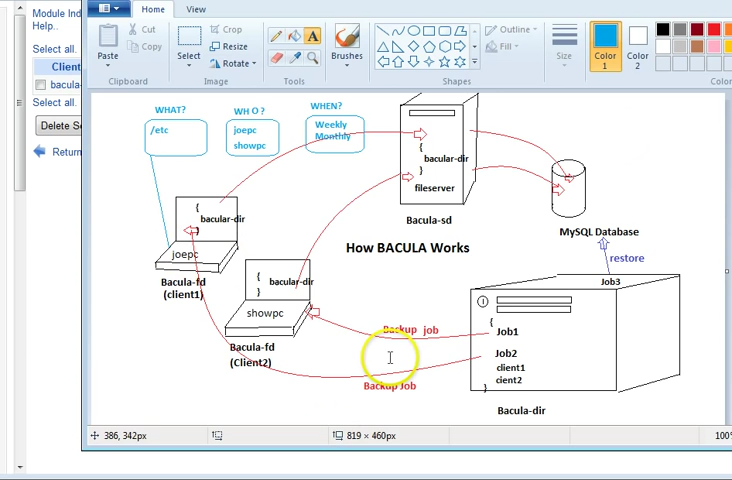 Module Ind
Help..
Select all.
Client
bacula-
Select all.
Delete Se
Return
Home
View
Paste
Cut
Copy
Clipboard
Select
Crop
Resize
Rotate
Image
A
Tools
Brushes
Outline
Fill
Shapes
Size
Color
1
Color
2
Color
WHAT?
/etc
W H O ?
joepc
showpc
WHEN?
Weekly
Monthly
{
bacular-dir
}
fileserver
Bacula-sd
MySQL Database
restore
How BACULA Works
{
bacular-dir
}
joepc
Bacula-fd
(client1)
{
bacular-dir
}
showpc
Bacula-fd
(Client2)
Backup job
Backup Job
Job3
{
Job1
Job2
client1
cient2
}
Bacula-dir
386, 342px
819 × 460px
100%